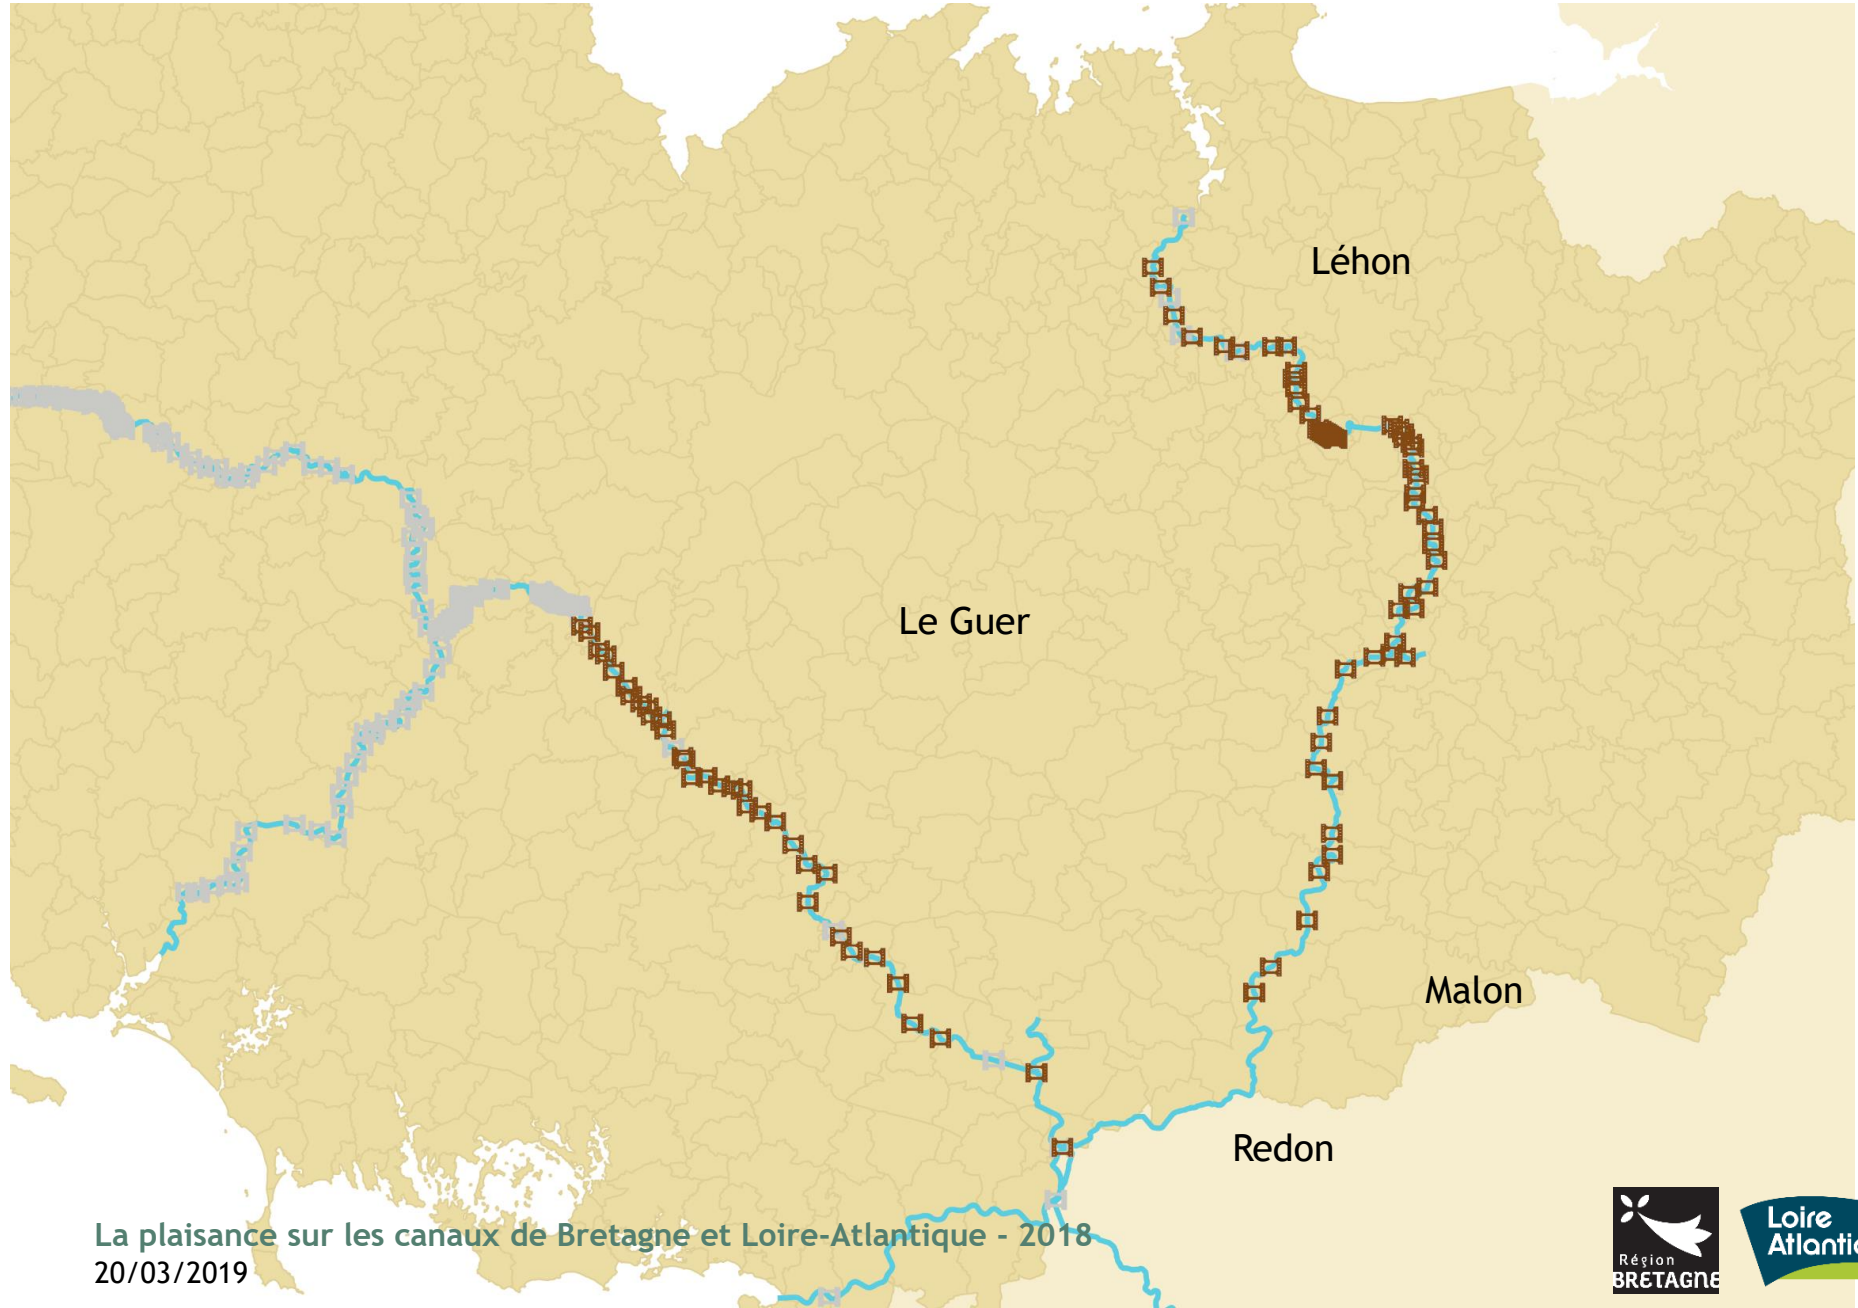 Léhon
Le Guer
Malon
Redon
La plaisance sur les canaux de Bretagne et Loire-Atlantique - 2018
20/03/2019
Région
BRETAGNE
Loire
Atlantic